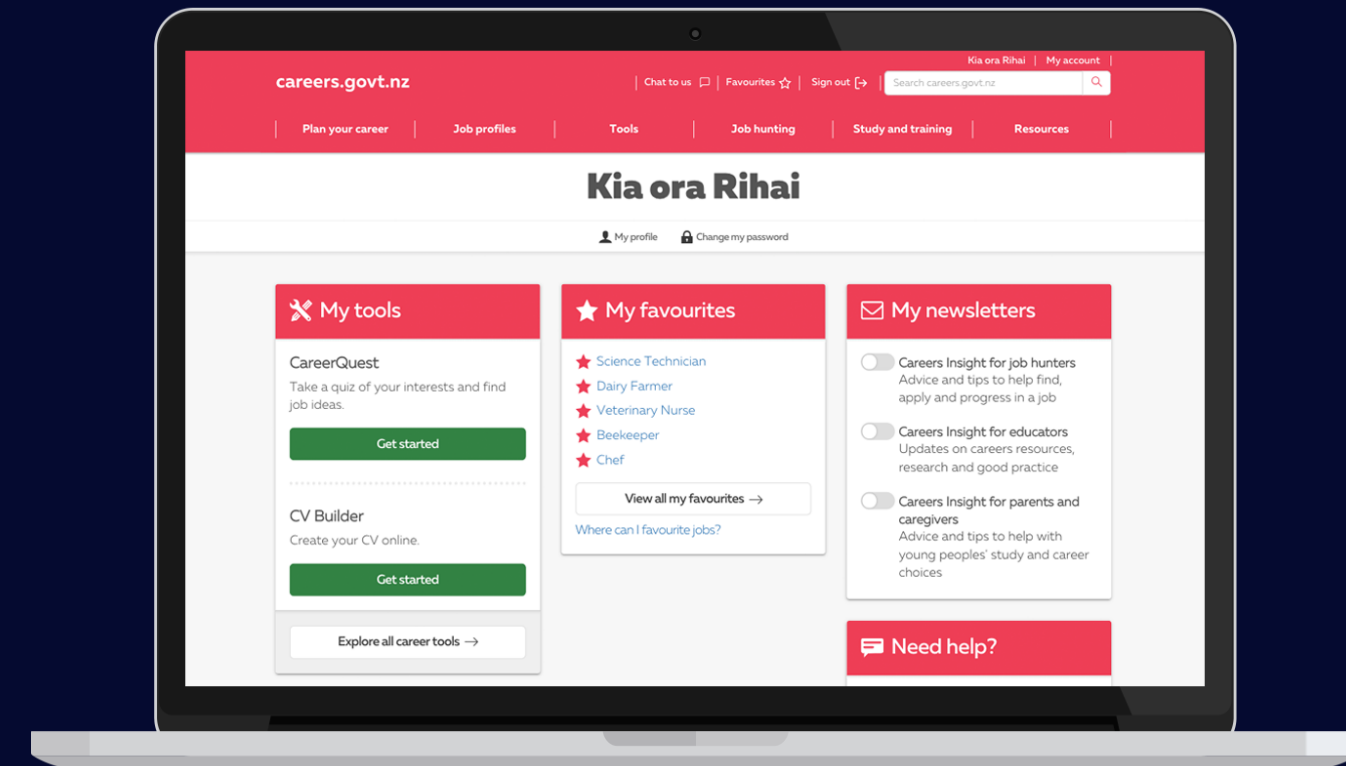 Kia ora Rihai
My account
careers.govt.nz
Chat to us
Favourites
Sign out
Search careers.govt.nz
Plan your career
Job profiles
Tools
Job hunting
Study and training
Resources
Kia ora Rihai
My profile
Change my password
My tools
CareerQuest
Take a quiz of your interests and find
job ideas.
Get started
CV Builder
Create your CV online.
Get started
Explore all career tools →
My favourites
Science Technician
Dairy Farmer
Veterinary Nurse
Beekeeper
Chef
View all my favourites →
Where can I favourite jobs?
My newsletters
Careers Insight for job hunters
Advice and tips to help find,
apply and progress in a job
Careers Insight for educators
Updates on careers resources,
research and good practice
Careers Insight for parents and
caregivers
Advice and tips to help with
young peoples' study and career
choices
Need help?